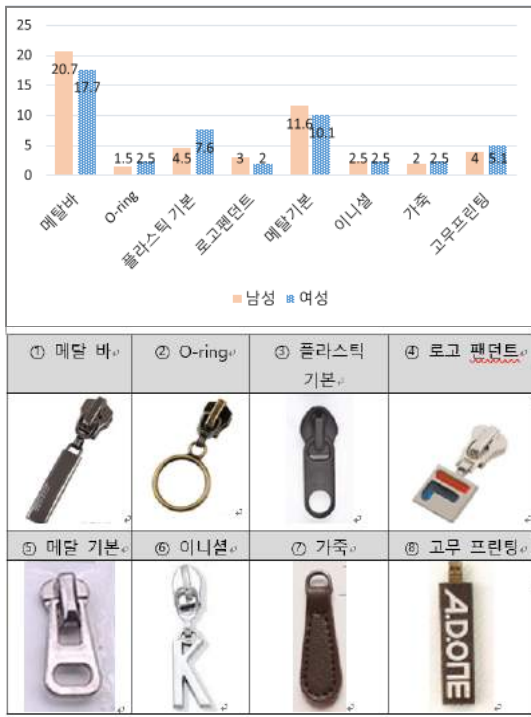 25
20
15
10
5
0
20.7
17.7
1.5
2.5
4.5
7.6
3
2
11.6
10.1
2.5
2.5
2
2.5
4
5.1
메탈바
O-ring
플라스틱 기본
로고펜던트
메탈기본
이니셜
가죽
고무프린팅
남성
여성
① 메탈 바
② O-ring
③ 플라스틱
기본
④ 로고 팬던트
⑤ 메탈 기본
⑥ 이니셜
⑦ 가죽
⑧ 고무 프린팅
K
A.D.ONE